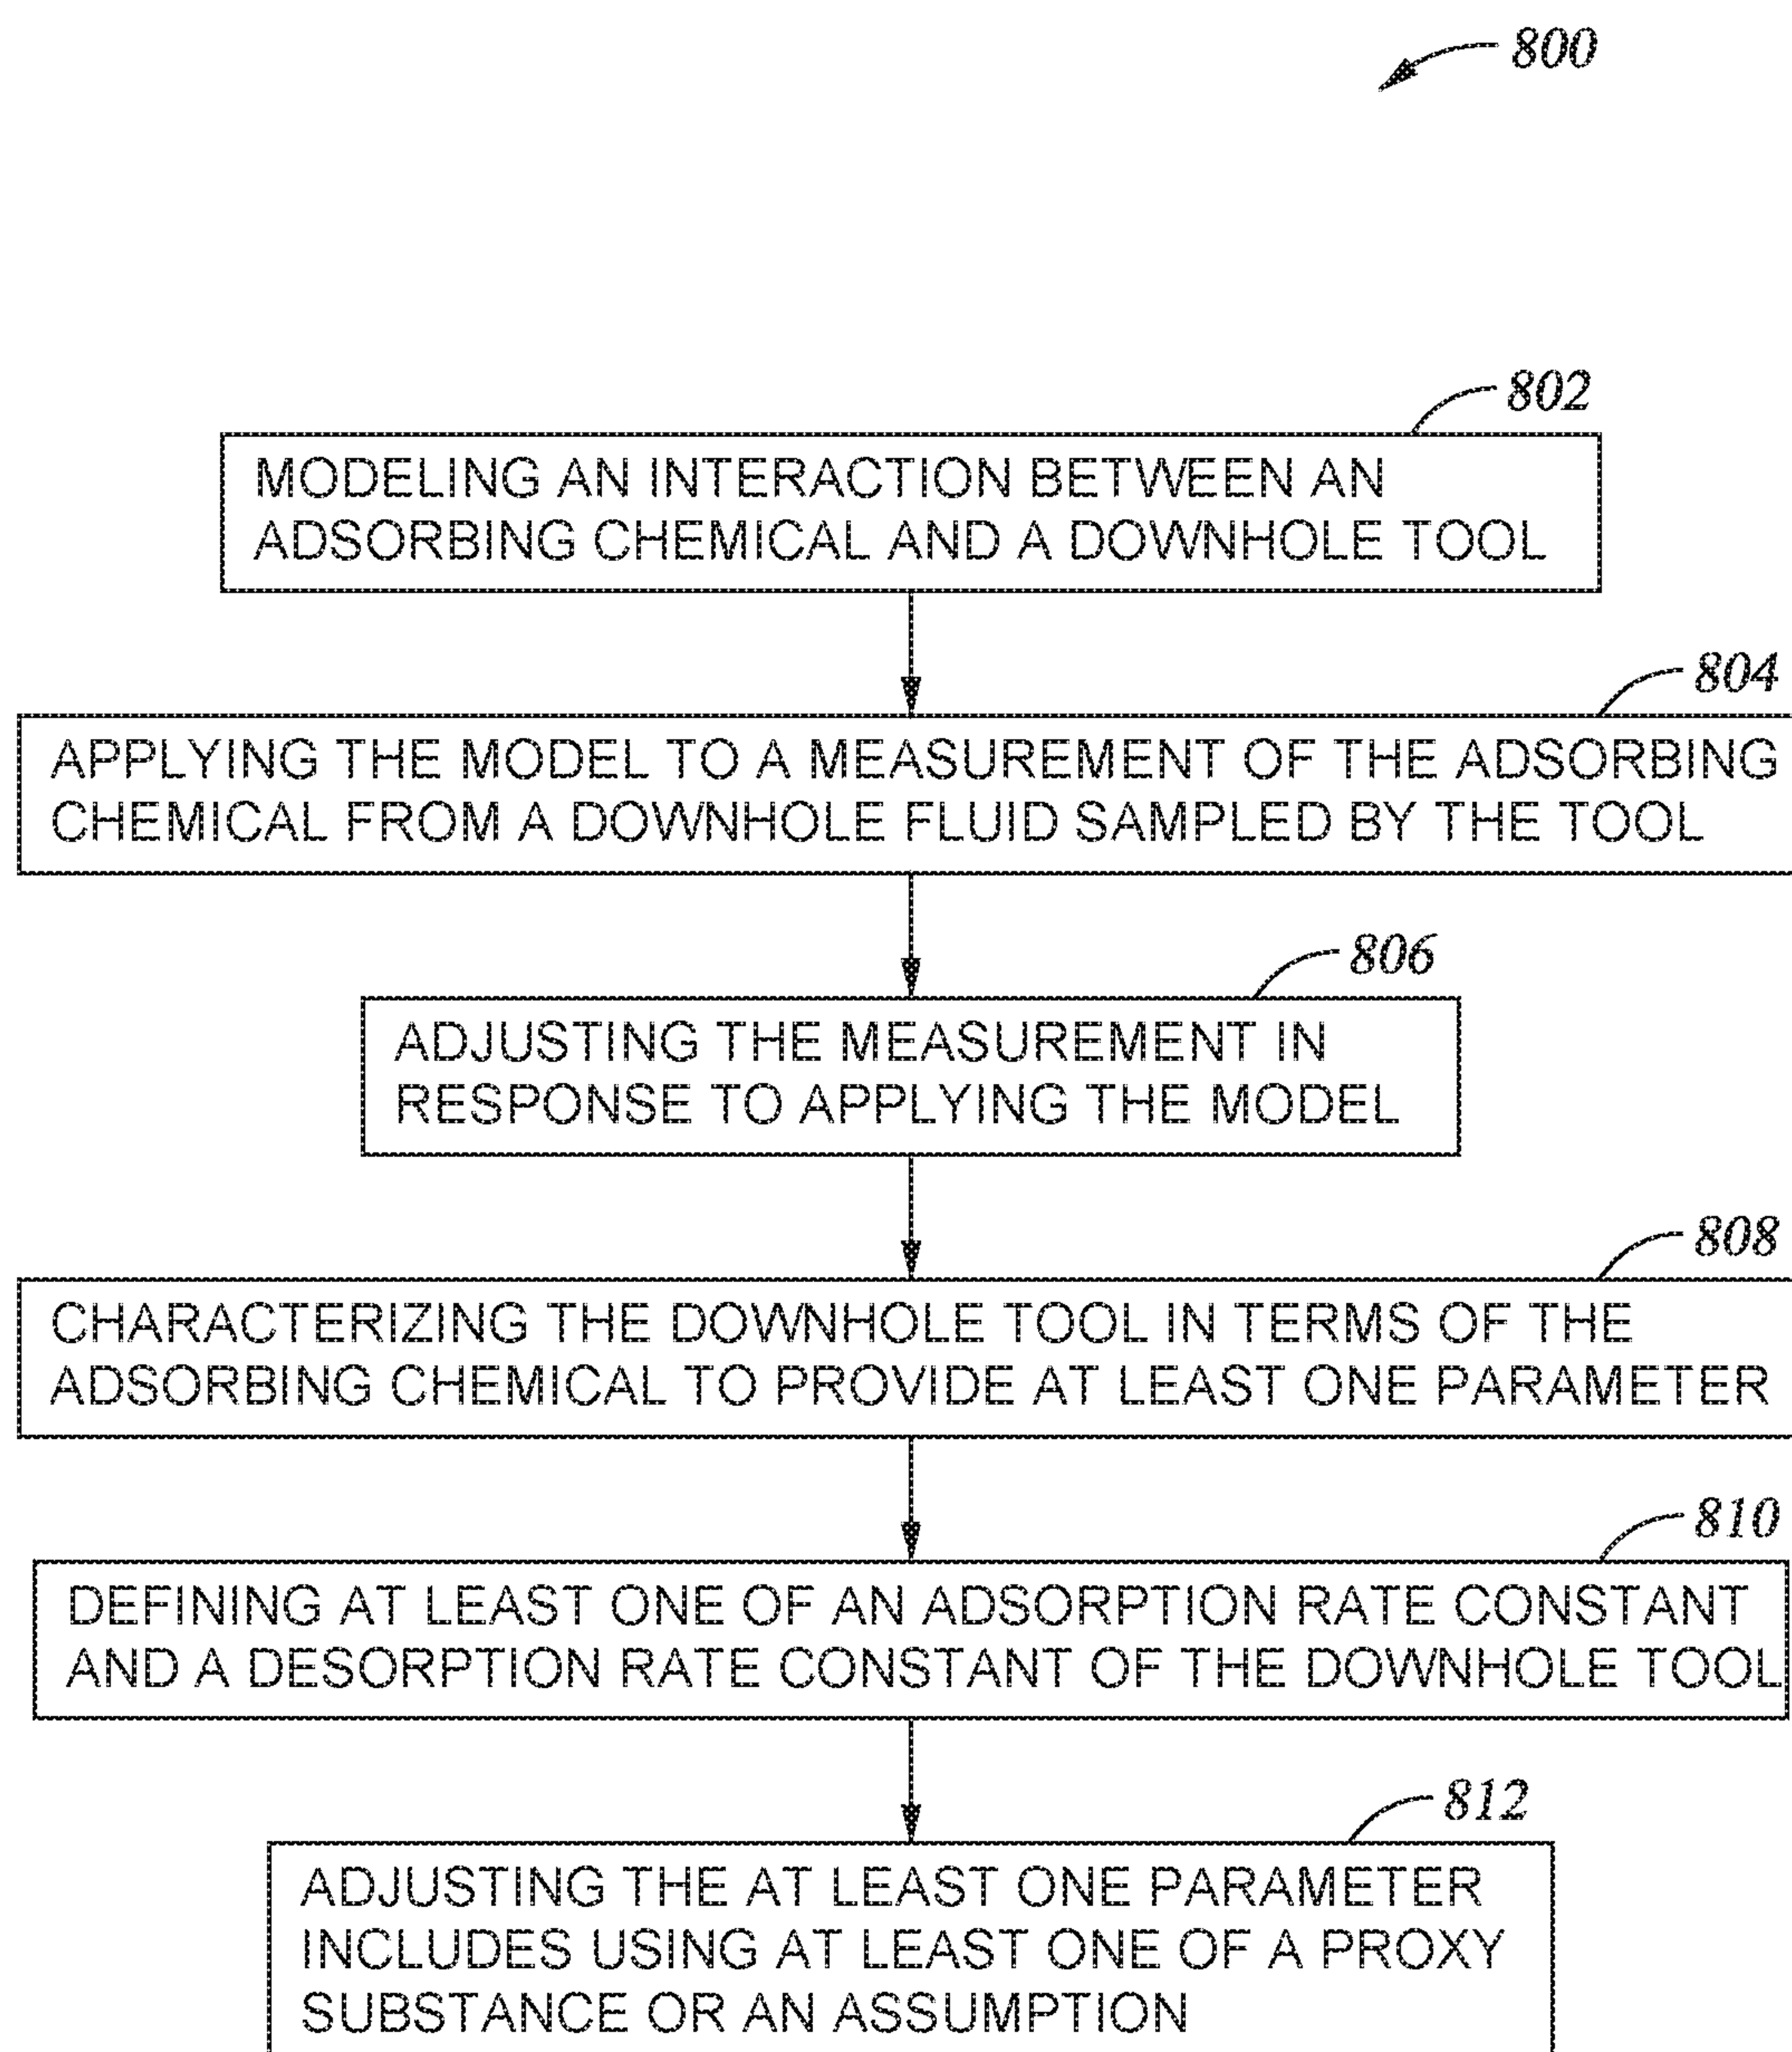 800
802
MODELING AN INTERACTION BETWEEN AN
ADSORBING CHEMICAL AND A DOWNHOLE TOOL
804
APPLYING THE MODEL TO A MEASUREMENT OF THE ADSORBING
CHEMICAL FROM A DOWNHOLE FLUID SAMPLED BY THE TOOL
806
ADJUSTING THE MEASUREMENT IN
RESPONSE TO APPLYING THE MODEL
808
CHARACTERIZING THE DOWNHOLE TOOL IN TERMS OF THE
ADSORBING CHEMICAL TO PROVIDE AT LEAST ONE PARAMETER
810
DEFINING AT LEAST ONE OF AN ADSORPTION RATE CONSTANT
AND A DESORPTION RATE CONSTANT OF THE DOWNHOLE TOOL
812
ADJUSTING THE AT LEAST ONE PARAMETER
INCLUDES USING AT LEAST ONE OF A PROXY
SUBSTANCE OR AN ASSUMPTION